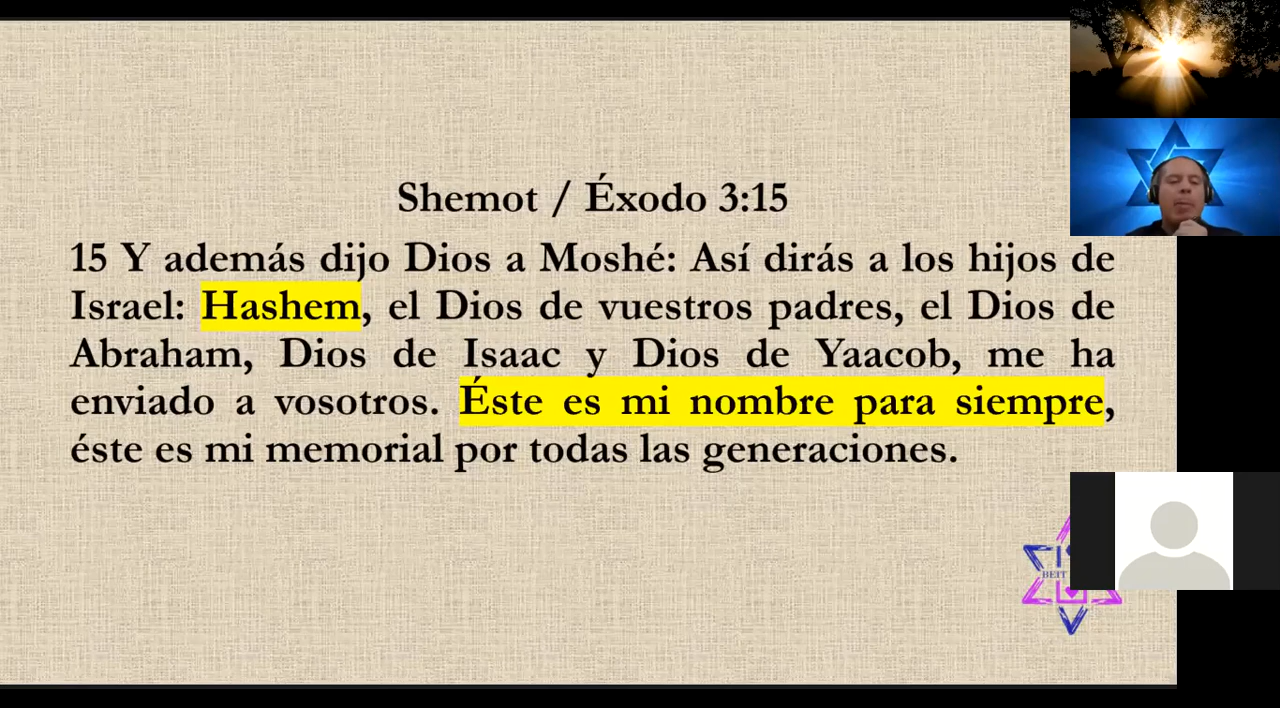 Shemot / Éxodo 3:15
15 Y además dijo Dios a Moshé: Así dirás a los hijos de
Israel: Hashem, el Dios de vuestros padres, el Dios de
Abraham, Dios de Isaac y Dios de Yaacob, me ha
enviado a vosotros. Éste es mi nombre para siempre,
éste es mi memorial por todas las generaciones.
BEIT